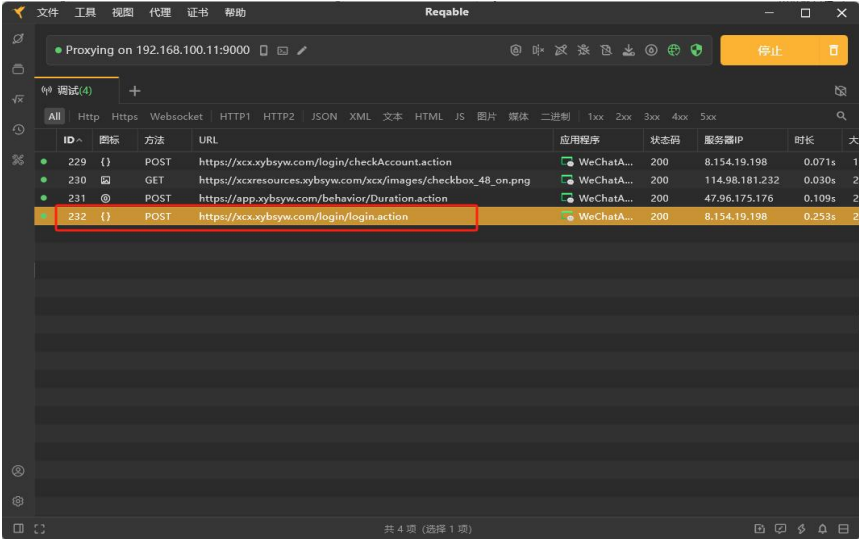 文件 工具 视图 代理 证书 帮助 Reqable
Proxying on 192.168.100.11:9000 停止
调试(4)
All Http Https Websocket HTTP1 HTTP2 JSON XML 文本 HTML JS 图片 媒体 二进制 1xx 2xx 3xx 4xx 5xx
ID 图标 方法 URL 应用程序 状态码 服务器IP 时长 大
229 {} POST https://xcx.xybsyw.com/login/checkAccount.action WeChatA... 200 8.154.19.198 0.071s 1
230 GET https://xcxresources.xybsyw.com/xcx/images/checkbox_48_on.png WeChatA... 200 114.98.181.232 0.030s 2
231 POST https://app.xybsyw.com/behavior/Duration.action WeChatA... 200 47.96.175.176 0.109s 2
232 {} POST https://xcx.xybsyw.com/login/login.action WeChatA... 200 8.154.19.198 0.253s 2
共 4 项 (选择 1 项)